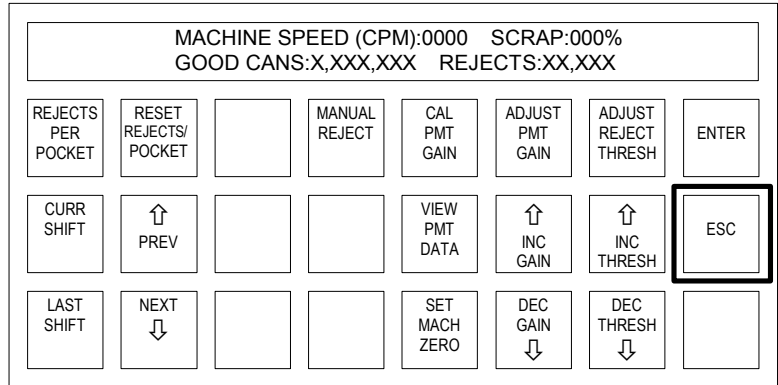 MACHINE SPEED (CPM):0000 SCRAP:000%
GOOD CANS:X,XXX,XXX REJECTS:XX,XXX
REJECTS
PER
POCKET
RESET
REJECTS/
POCKET
MANUAL
REJECT
CAL
PMT
GAIN
ADJUST
PMT
GAIN
ADJUST
REJECT
THRESH
ENTER
CURR
SHIFT
⇧
PREV
VIEW
PMT
DATA
⇧
INC
GAIN
⇧
INC
THRESH
ESC
LAST
SHIFT
NEXT
⇩
SET
MACH
ZERO
DEC
GAIN
⇩
DEC
THRESH
⇩